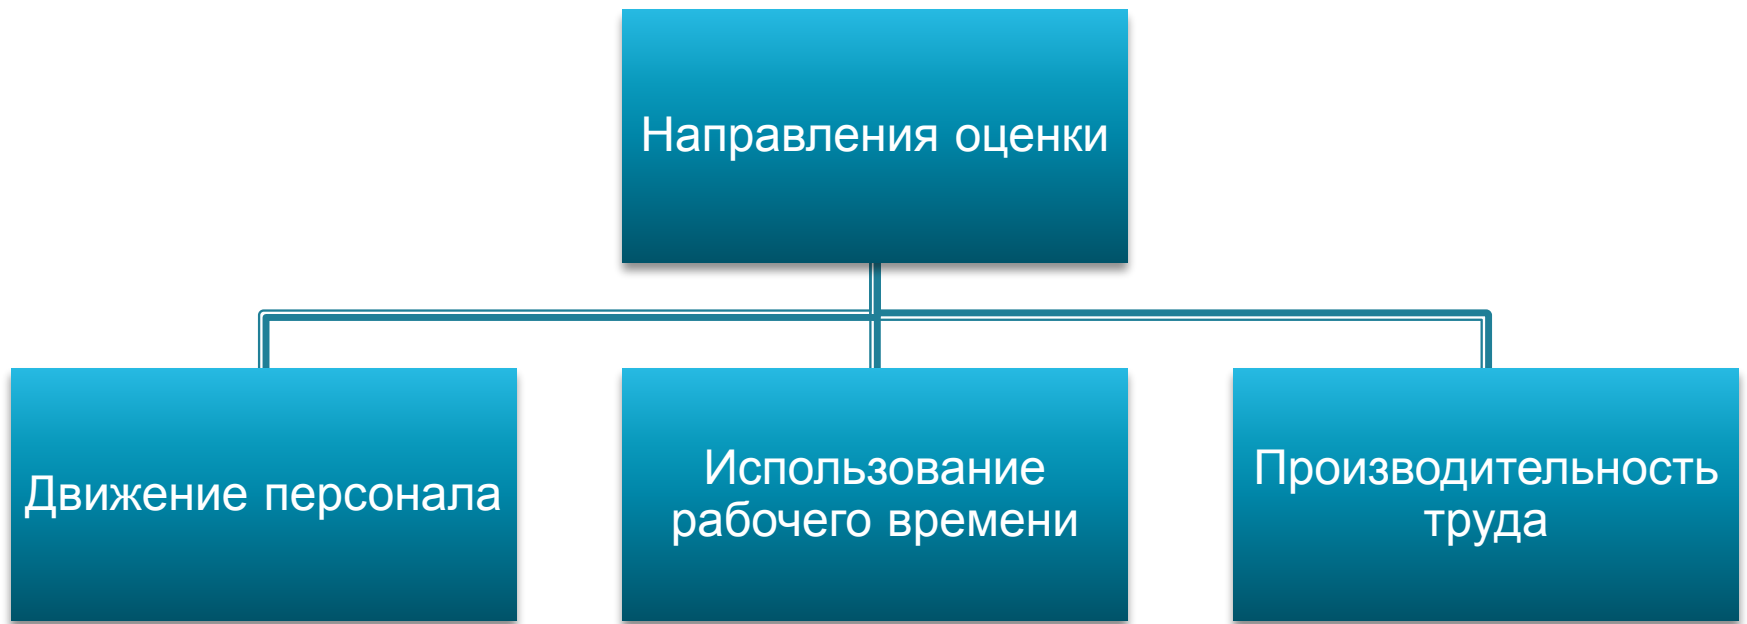 Направления оценки
Движение персонала
Использование
рабочего времени
Производительность
труда